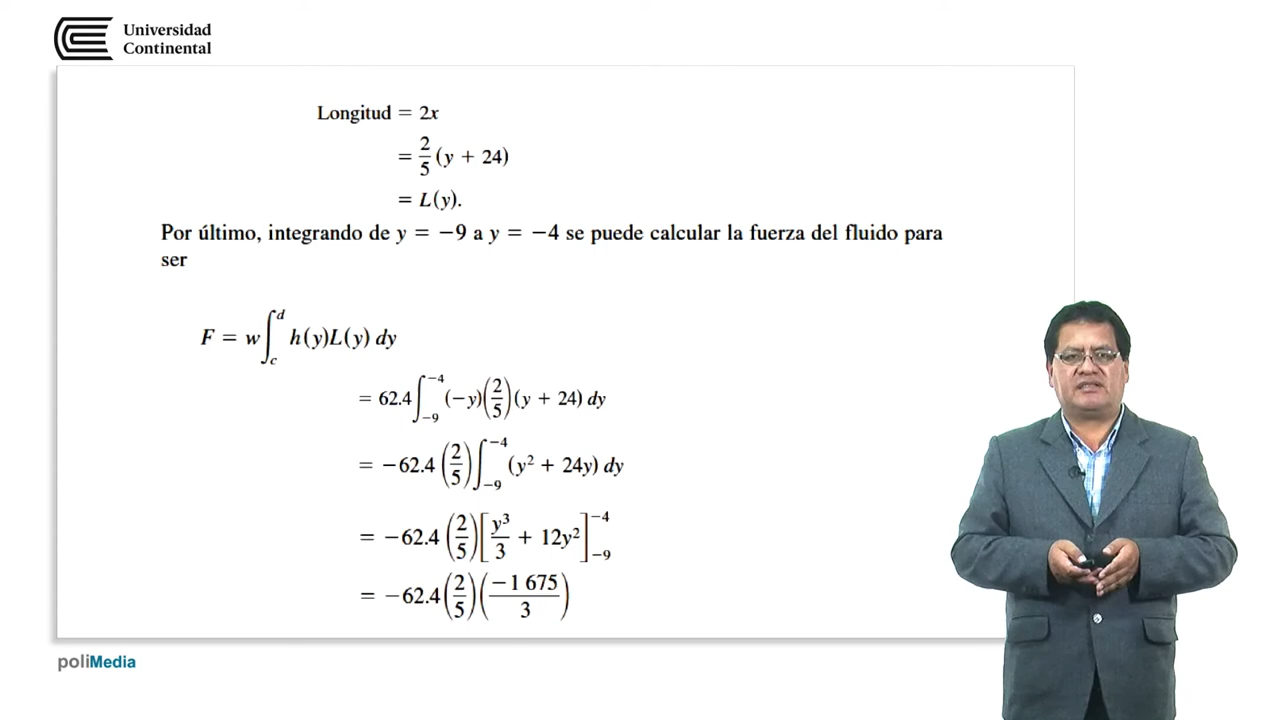 Universidad
Continental
Longitud = 2x
= 2/5 (y + 24)
= L(y).
Por último, integrando de y = −9 a y = −4 se puede calcular la fuerza del fluido para
ser
F = w ∫_c^d h(y)L(y) dy
= 62.4 ∫_{−9}^{−4} (−y)(2/5)(y + 24) dy
= −62.4 (2/5) ∫_{−9}^{−4} (y² + 24y) dy
= −62.4 (2/5) [y³/3 + 12y²]_{−9}^{−4}
= −62.4 (2/5) (−1 675/3)
poliMedia